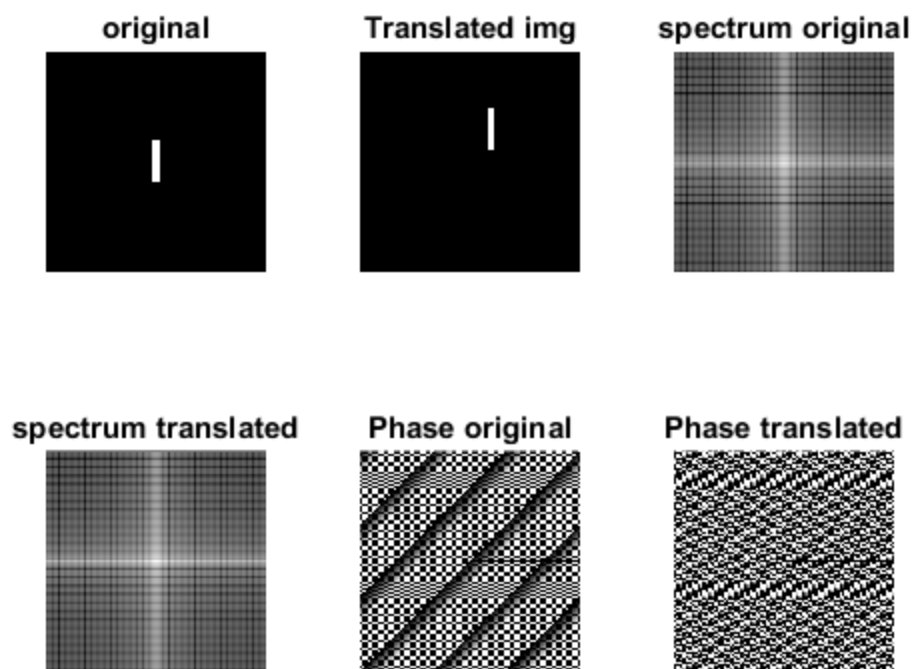 original
Translated img
spectrum original
spectrum translated
Phase original
Phase translated